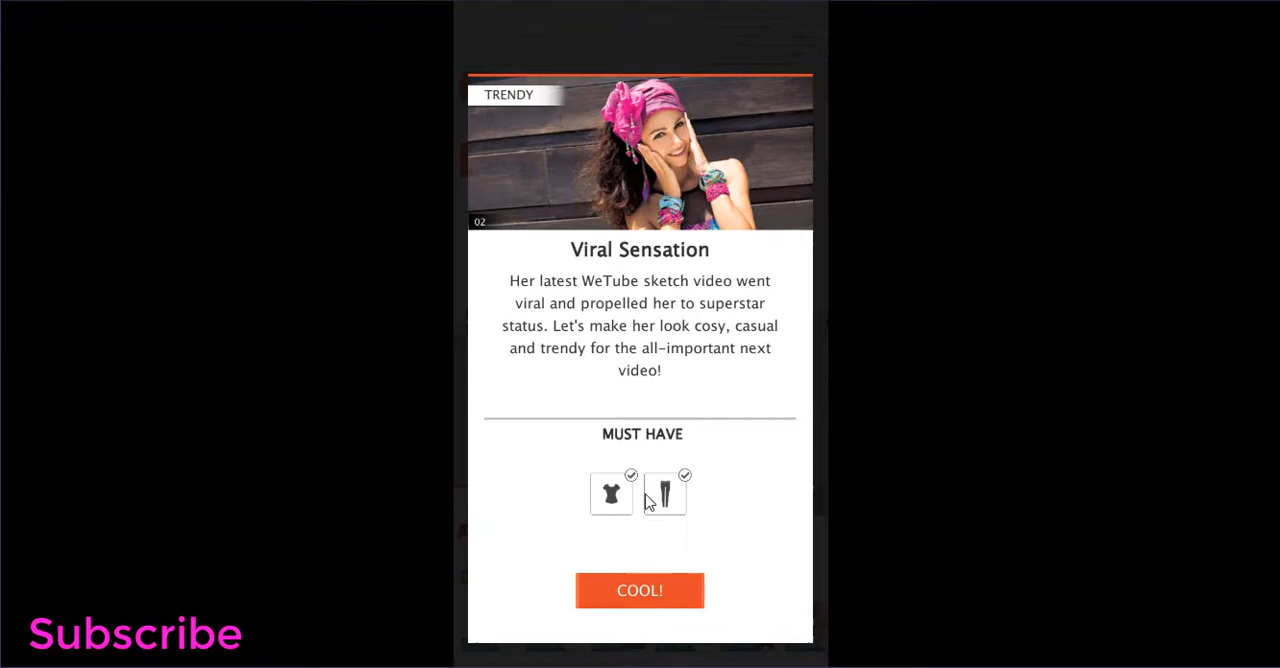 TRENDY
02
Viral Sensation
Her latest WeTube sketch video went
viral and propelled her to superstar
status. Let's make her look cosy, casual
and trendy for the all-important next
video!
MUST HAVE
COOL!
Subscribe